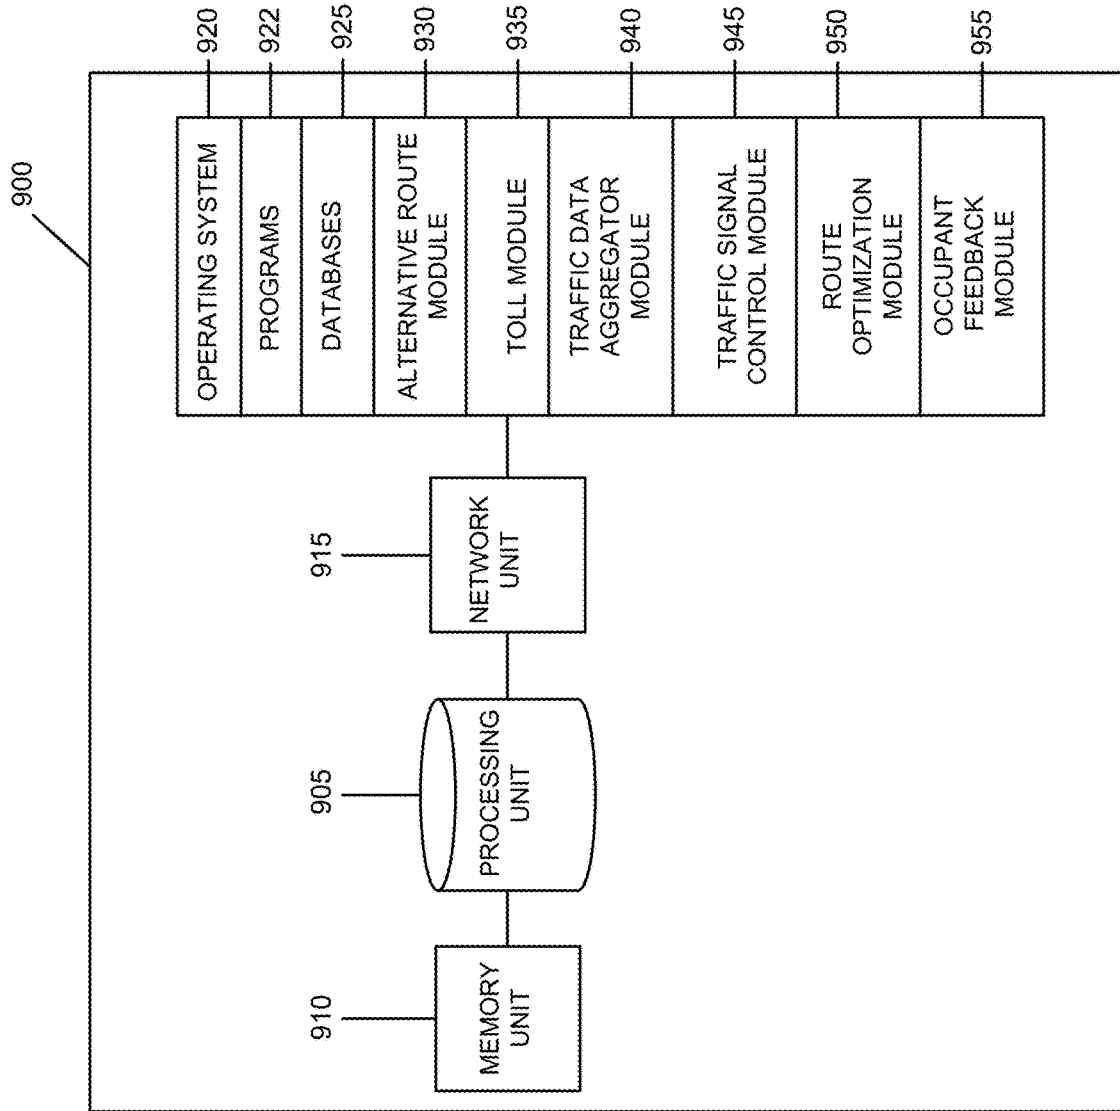 900
910
MEMORY
UNIT
905
PROCESSING
UNIT
915
NETWORK
UNIT
OPERATING SYSTEM
920
PROGRAMS
922
DATABASES
925
ALTERNATIVE ROUTE
MODULE
930
TOLL MODULE
935
TRAFFIC DATA
AGGREGATOR
MODULE
940
TRAFFIC SIGNAL
CONTROL MODULE
945
ROUTE
OPTIMIZATION
MODULE
950
OCCUPANT
FEEDBACK
MODULE
955